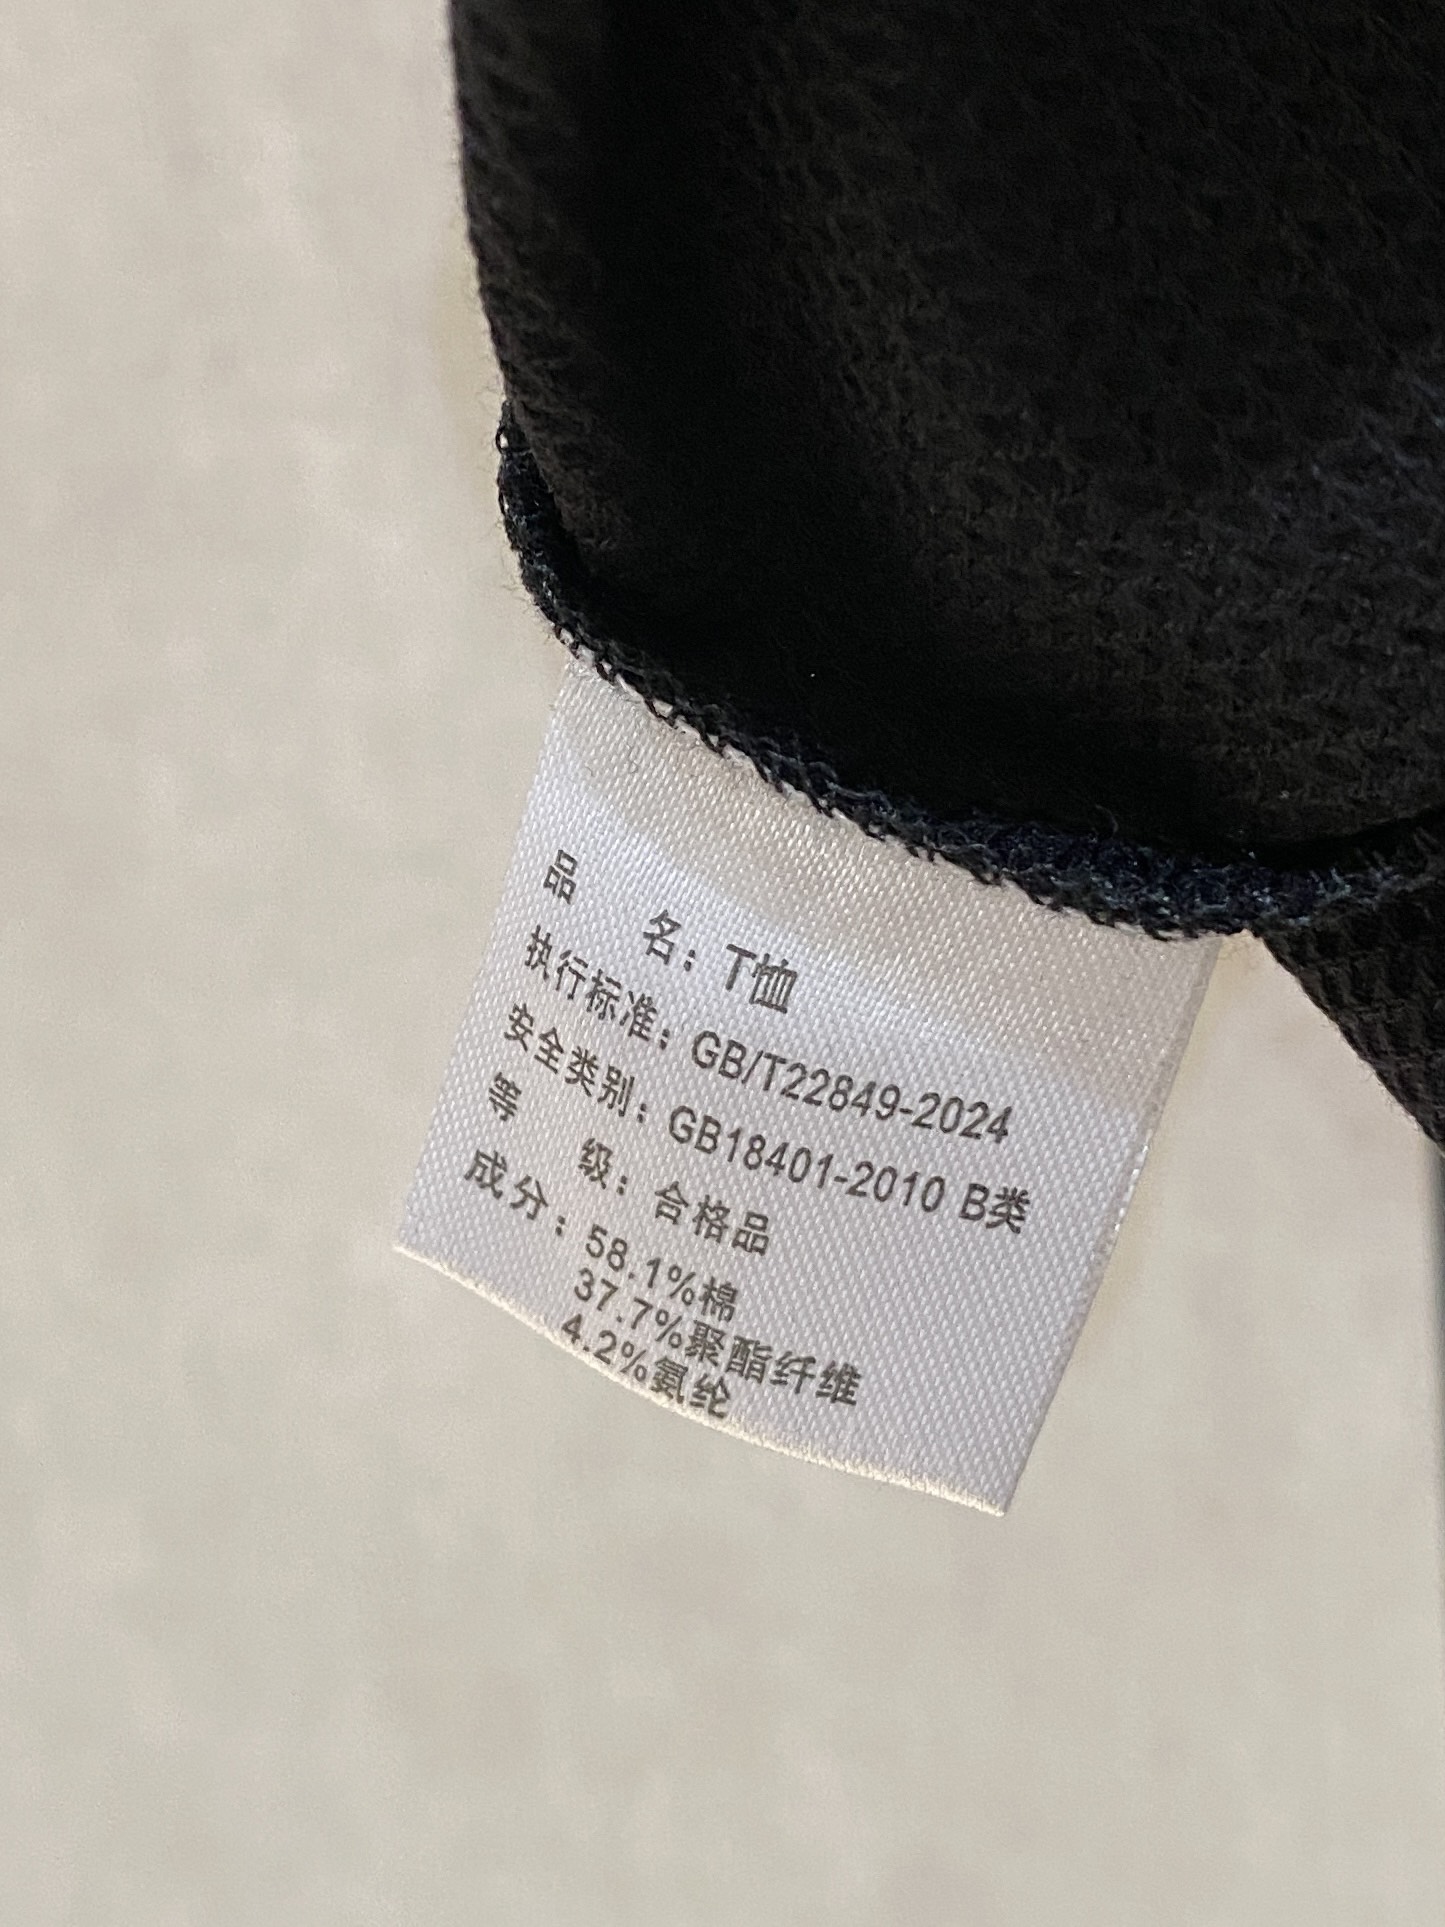 品 名：T恤
执行标准：GB/T22849-2024
安全类别：GB18401-2010 B类
等 级：合格品
成分：58.1%棉
37.7%聚酯纤维
4.2%氨纶